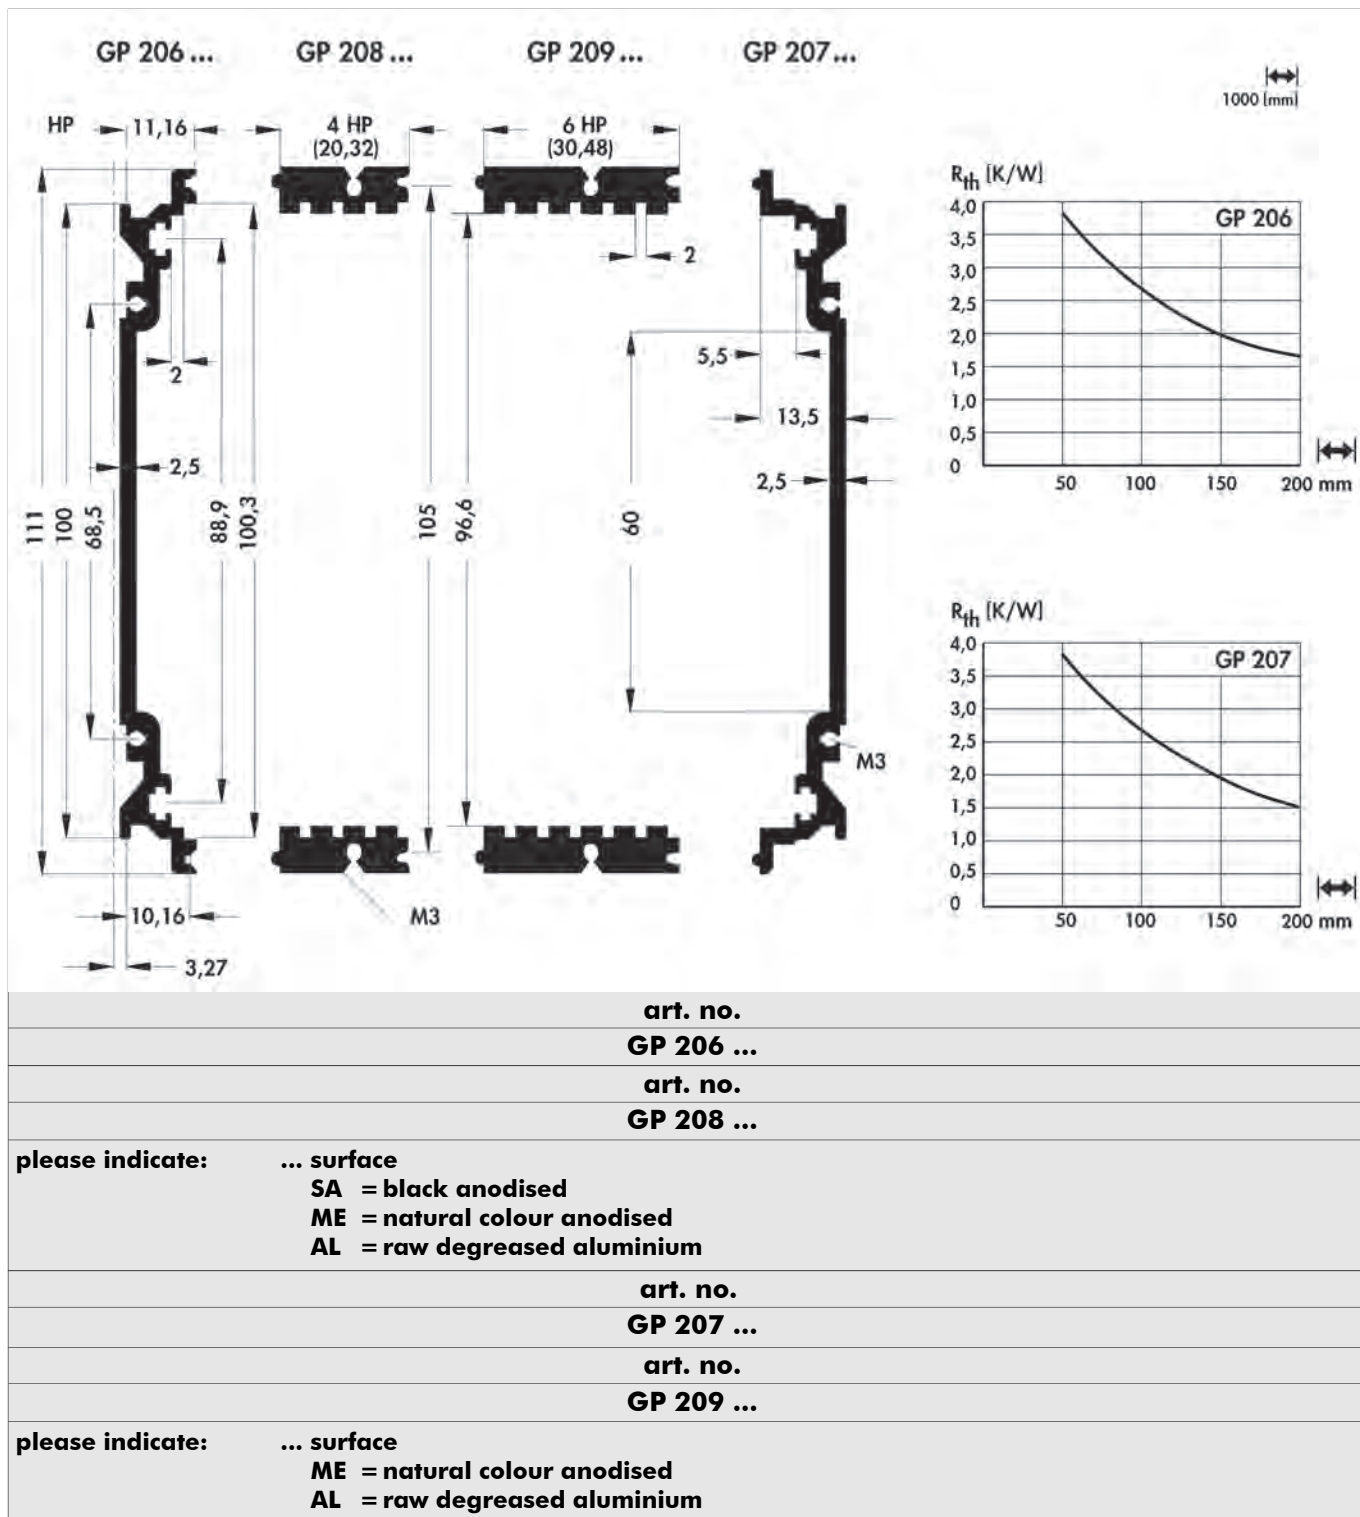 GP 206 ... GP 208 ... GP 209 ... GP 207 ...
1000 [mm]
HP 11,16 4 HP 6 HP
(20,32) (30,48)
2
2
5,5
13,5
2,5
2,5
111
100
68,5
88,9
100,3
105
96,6
60
M3
M3
10,16
3,27
Rth [K/W]
4,0 GP 206
3,5
3,0
2,5
2,0
1,5
1,0
0,5
0
50 100 150 200 mm
Rth [K/W]
4,0 GP 207
3,5
3,0
2,5
2,0
1,5
1,0
0,5
0
50 100 150 200 mm
art. no.
GP 206 ...
art. no.
GP 208 ...
please indicate: ... surface
SA = black anodised
ME = natural colour anodised
AL = raw degreased aluminium
art. no.
GP 207 ...
art. no.
GP 209 ...
please indicate: ... surface
ME = natural colour anodised
AL = raw degreased aluminium